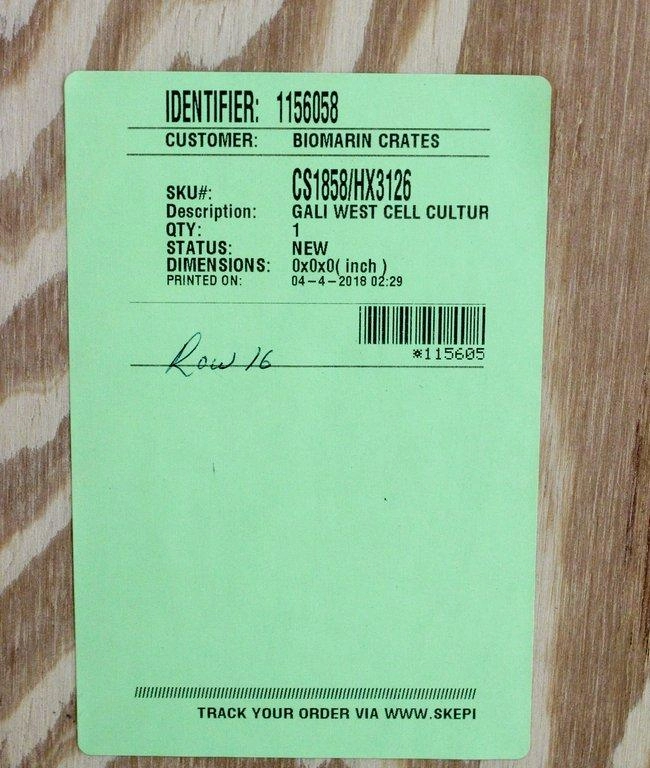 IDENTIFIER: 1156058
CUSTOMER: BIOMARIN CRATES
SKU#: CS1858/HX3126
Description: GALI WEST CELL CULTUR
QTY: 1
STATUS: NEW
DIMENSIONS: 0x0x0( inch )
PRINTED ON: 04-4-2018 02:29
*115605
Row 16
TRACK YOUR ORDER VIA WWW.SKEPI